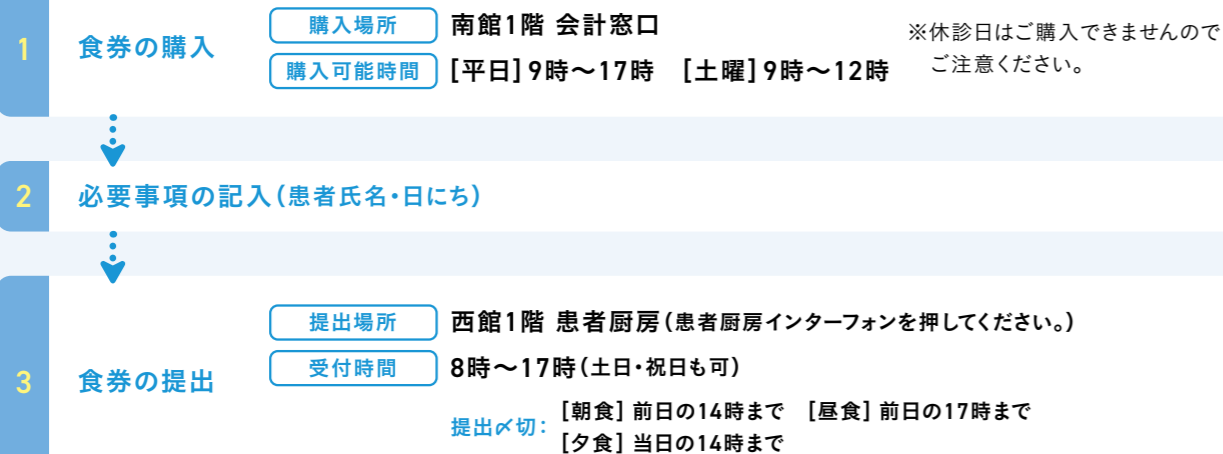 1
食券の購入
購入場所 南館1階 会計窓口
購入可能時間 [平日]9時〜17時 [土曜]9時〜12時
※休診日はご購入できませんので
ご注意ください。
2
必要事項の記入(患者氏名・日にち)
3
食券の提出
提出場所 西館1階 患者厨房(患者厨房インターフォンを押してください。)
受付時間 8時〜17時(土日・祝日も可)
提出〆切: [朝食] 前日の14時まで [昼食] 前日の17時まで
[夕食] 当日の14時まで